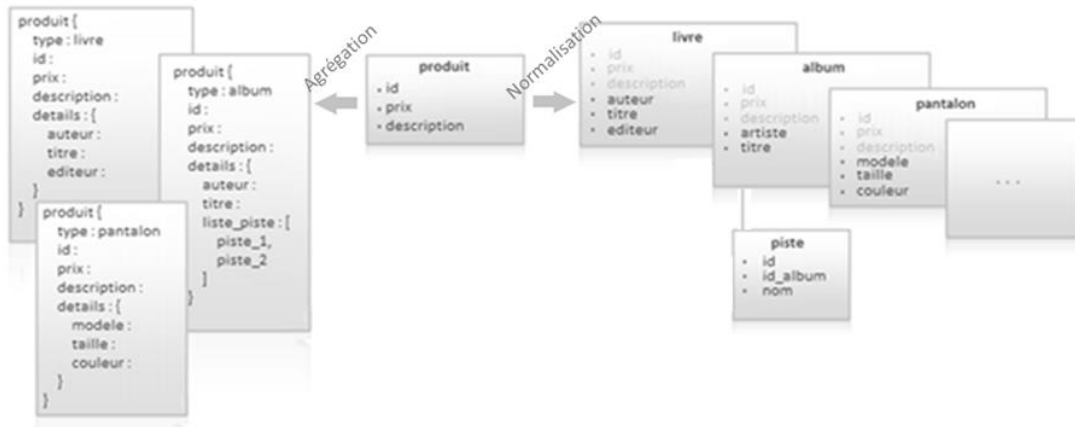 produit {
type : livre
id :
prix :
description :
details : {
auteur :
titre :
editeur :
}
}
produit {
type : album
id :
prix :
description :
details : {
auteur :
titre :
liste_piste : [
piste_1,
piste_2
]
}
produit {
type : pantalon
id :
prix :
description :
details : {
modele :
taille :
couleur :
}
}
Agrégation
produit
• id
• prix
• description
Normalisation
livre
• id
• prix
• description
• auteur
• titre
• editeur
album
• id
• prix
• description
• artiste
• titre
pantalon
• id
• prix
• description
• modele
• taille
• couleur
...
piste
• id
• id_album
• nom